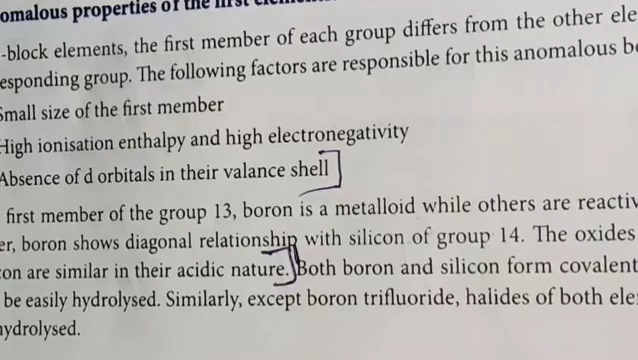 omalous properties of the first
-block elements, the first member of each group differs from the other ele
esponding group. The following factors are responsible for this anomalous b
Small size of the first member
High ionisation enthalpy and high electronegativity
Absence of d orbitals in their valance shell
first member of the group 13, boron is a metalloid while others are reactiv
er, boron shows diagonal relationship with silicon of group 14. The oxides
con are similar in their acidic nature. Both boron and silicon form covalent
be easily hydrolysed. Similarly, except boron trifluoride, halides of both ele
hydrolysed.